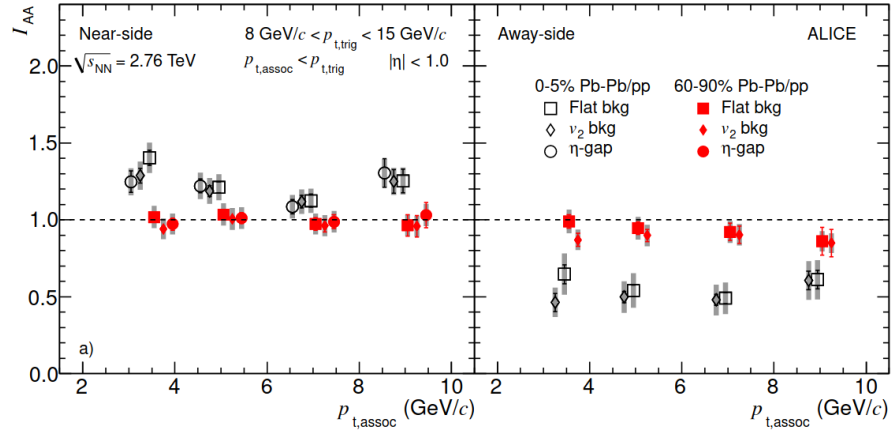 I_AA
Near-side
8 GeV/c < p_t,trig < 15 GeV/c
√s_NN = 2.76 TeV
p_t,assoc < p_t,trig
|η| < 1.0
Away-side
ALICE
0-5% Pb-Pb/pp
60-90% Pb-Pb/pp
Flat bkg
Flat bkg
v_2 bkg
v_2 bkg
η-gap
η-gap
2.0
1.5
1.0
0.5
0.0
a)
2 4 6 8 10
2 4 6 8 10
p_t,assoc (GeV/c)
p_t,assoc (GeV/c)